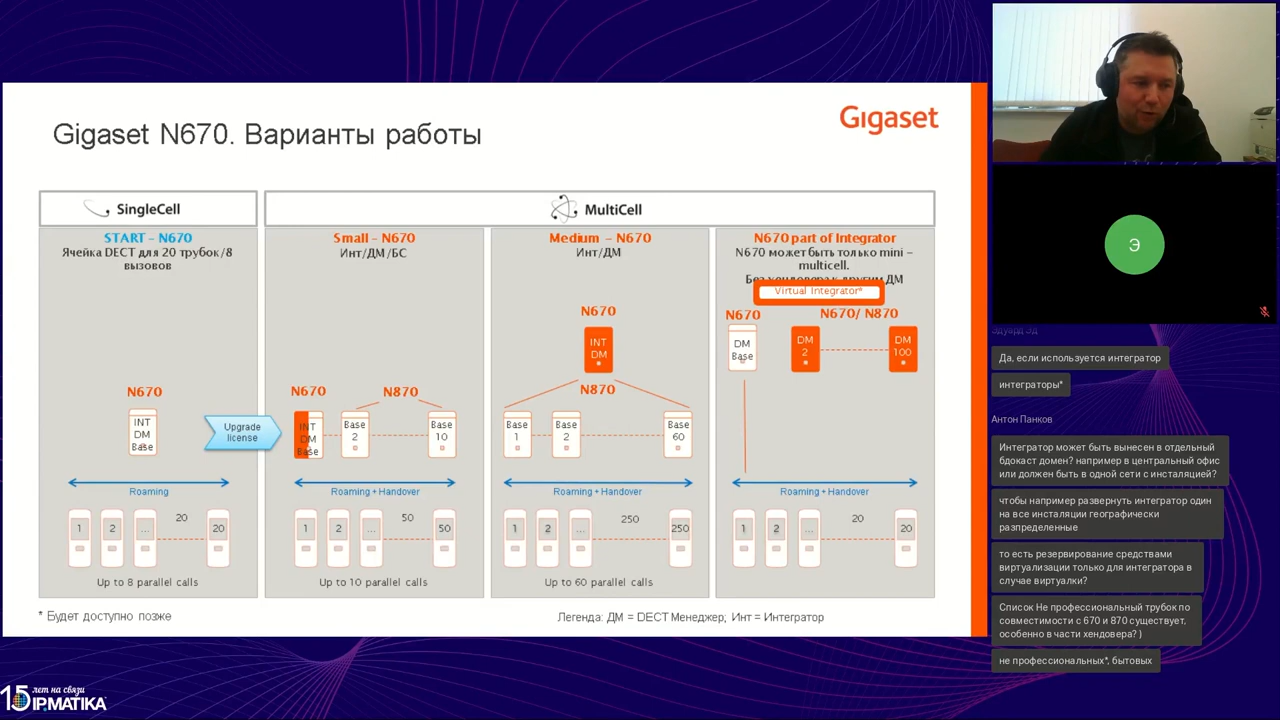 Gigaset
Gigaset N670. Варианты работы
SingleCell
MultiCell
START – N670
Ячейка DECT для 20 трубок/8
вызовов
N670
INT
DM
Base
Upgrade
license
Roaming
20
1
2
...
20
Up to 8 parallel calls
Small – N670
Инт/ДМ/БС
N670
N870
INT
DM
Base
Base
2
Base
10
Roaming + Handover
50
1
2
...
50
Up to 10 parallel calls
Medium – N670
Инт/ДМ
N670
INT
DM
N870
Base
1
Base
2
Base
60
Roaming + Handover
250
1
2
...
250
Up to 60 parallel calls
N670 part of Integrator
N670 может быть только mini –
multicell.
Без хендовера к другим ДМ
Virtual Integrator*
N670
N670/ N870
DM
Base
DM
2
DM
100
Roaming + Handover
20
1
2
...
20
* Будет доступно позже
Легенда: ДМ = DECT Менеджер; Инт = Интегратор
15 лет на связи
IPMATIKA
Э
Эдуард Эд
Да, если используется интегратор
интеграторы*
Антон Панков
Интегратор может быть вынесен в отдельный
бдокаст домен? например в центральный офис
или должен быть в одной сети с инсталацией?
чтобы например развернуть интегратор один
на все инсталяции географически
разпределенные
то есть резервирование средствами
виртуализации только для интегратора в
случае виртуалки?
Список Не профессиональный трубок по
совместимости с 670 и 870 существует,
особенно в части хендовера? )
не профессиональных*, бытовых